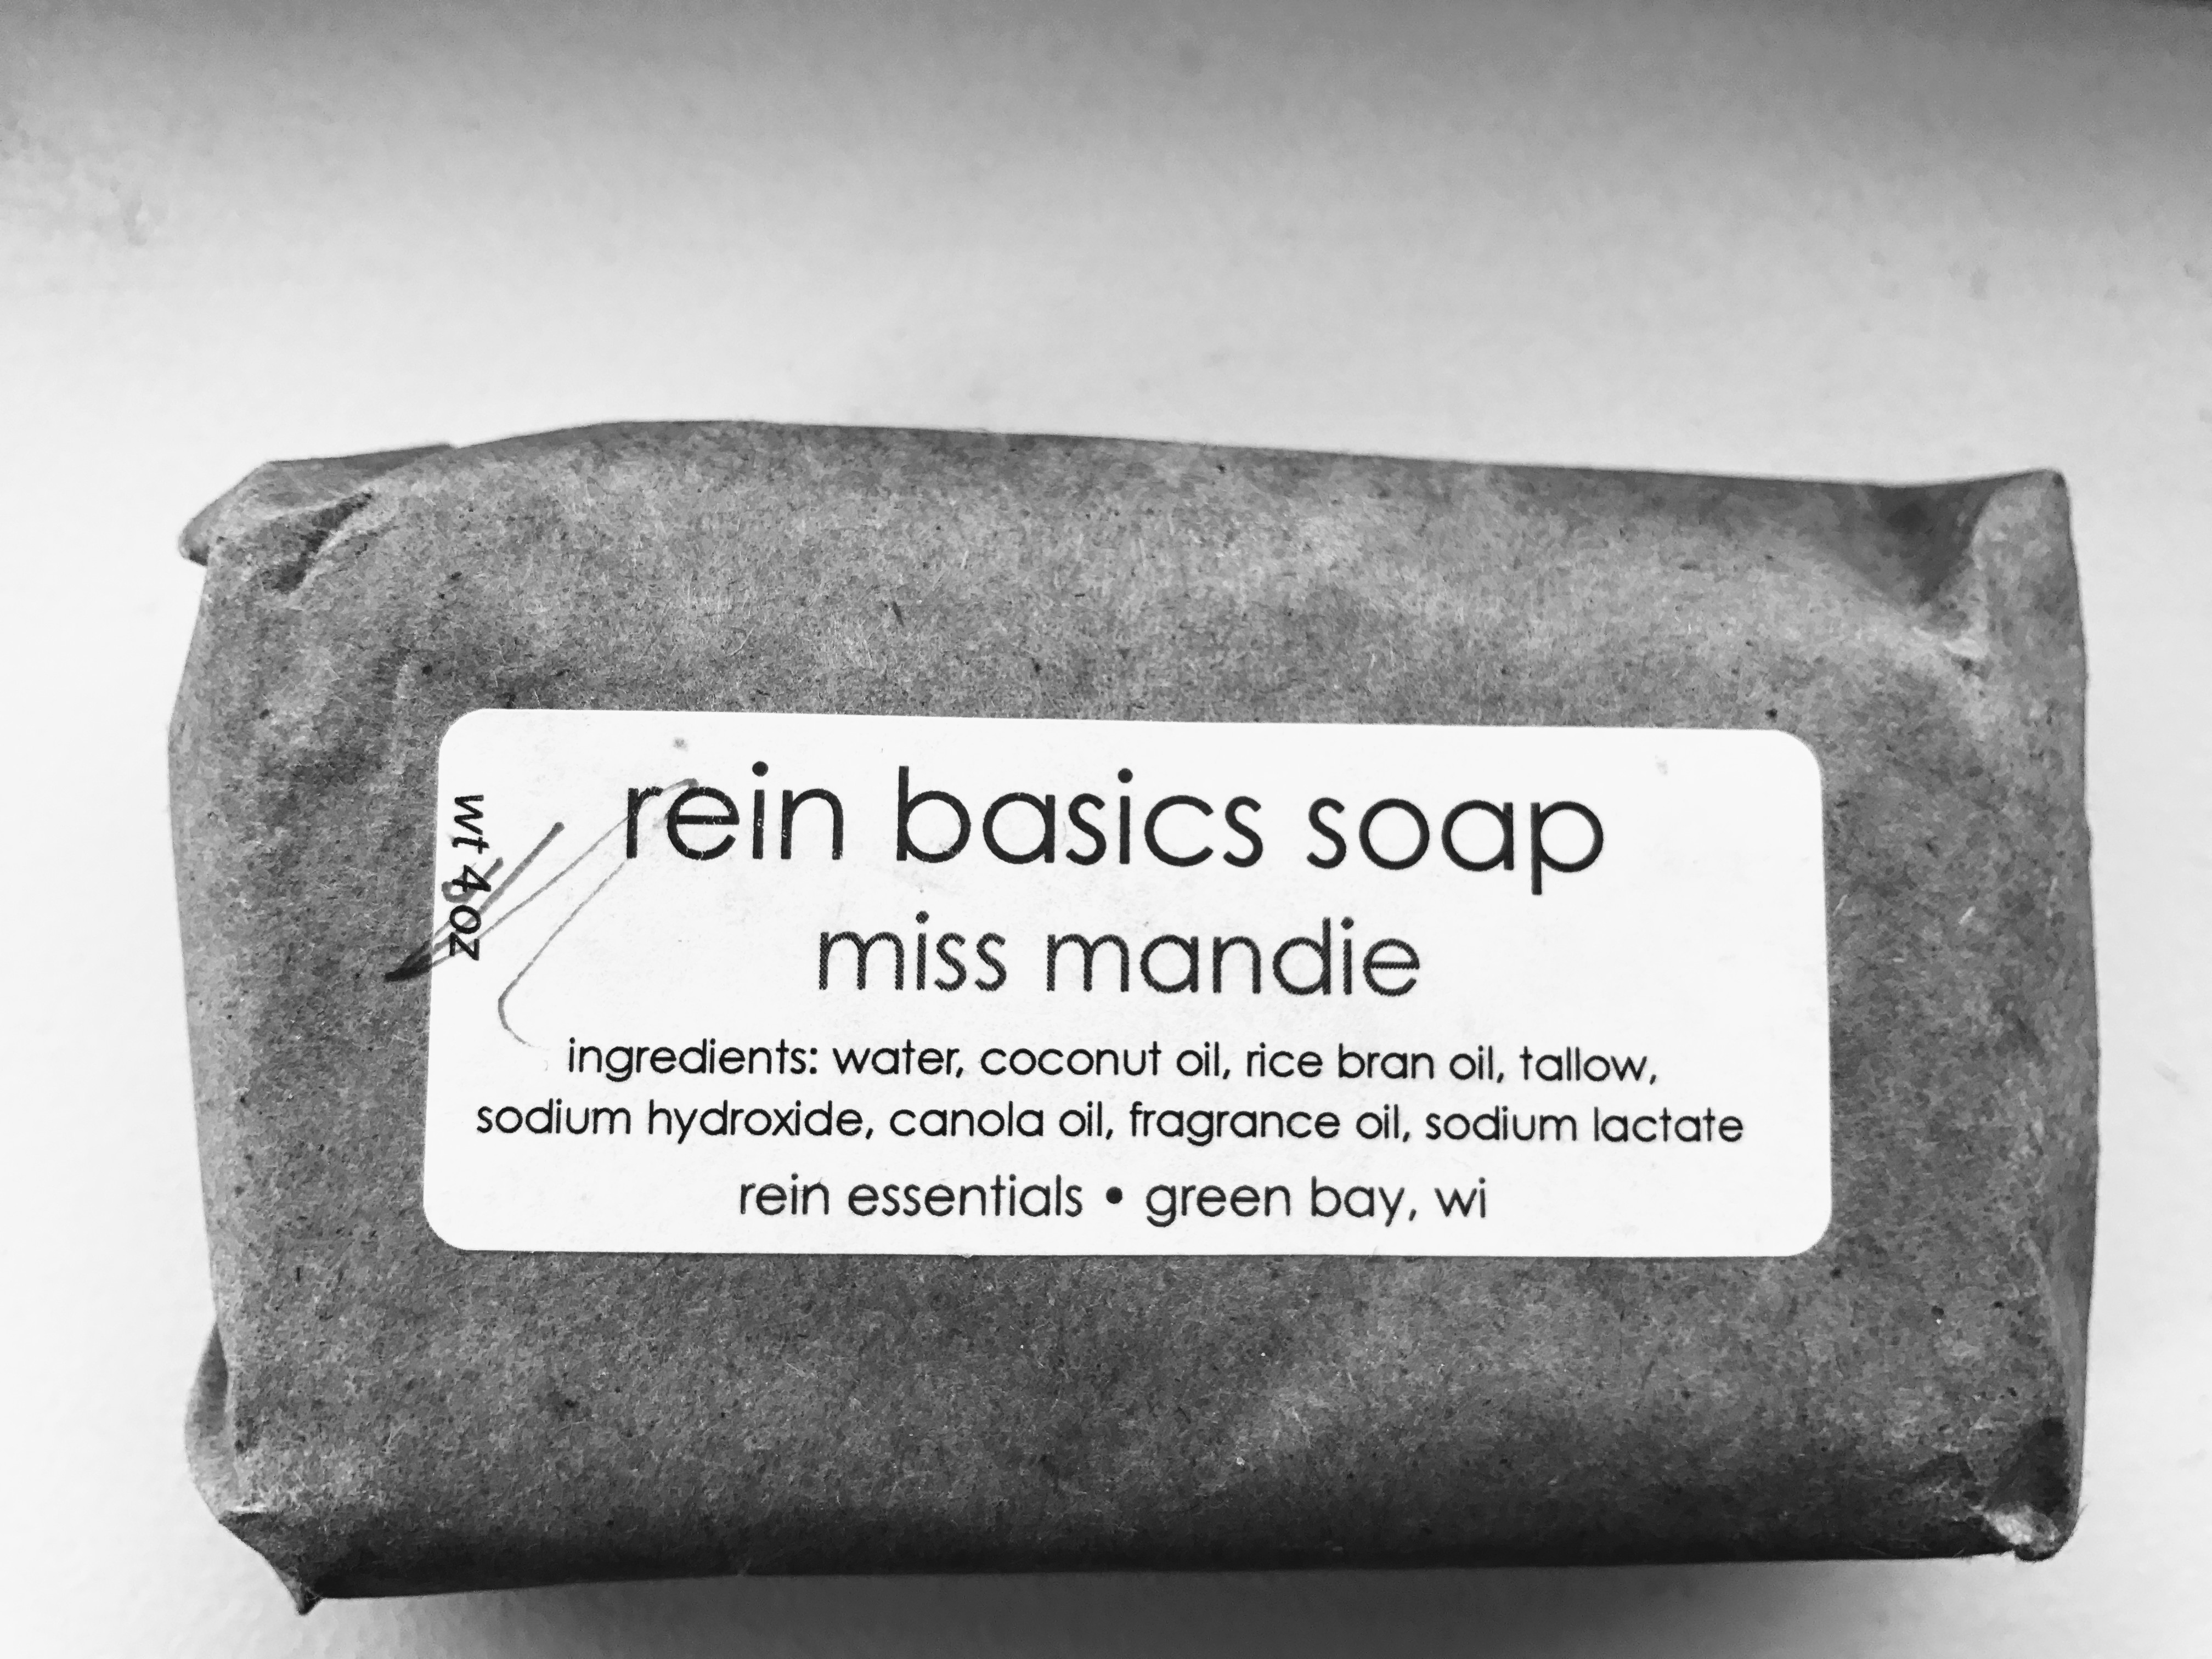 rein basics soap
miss mandie
ingredients: water, coconut oil, rice bran oil, tallow,
sodium hydroxide, canola oil, fragrance oil, sodium lactate
rein essentials • green bay, wi
wt 4 oz